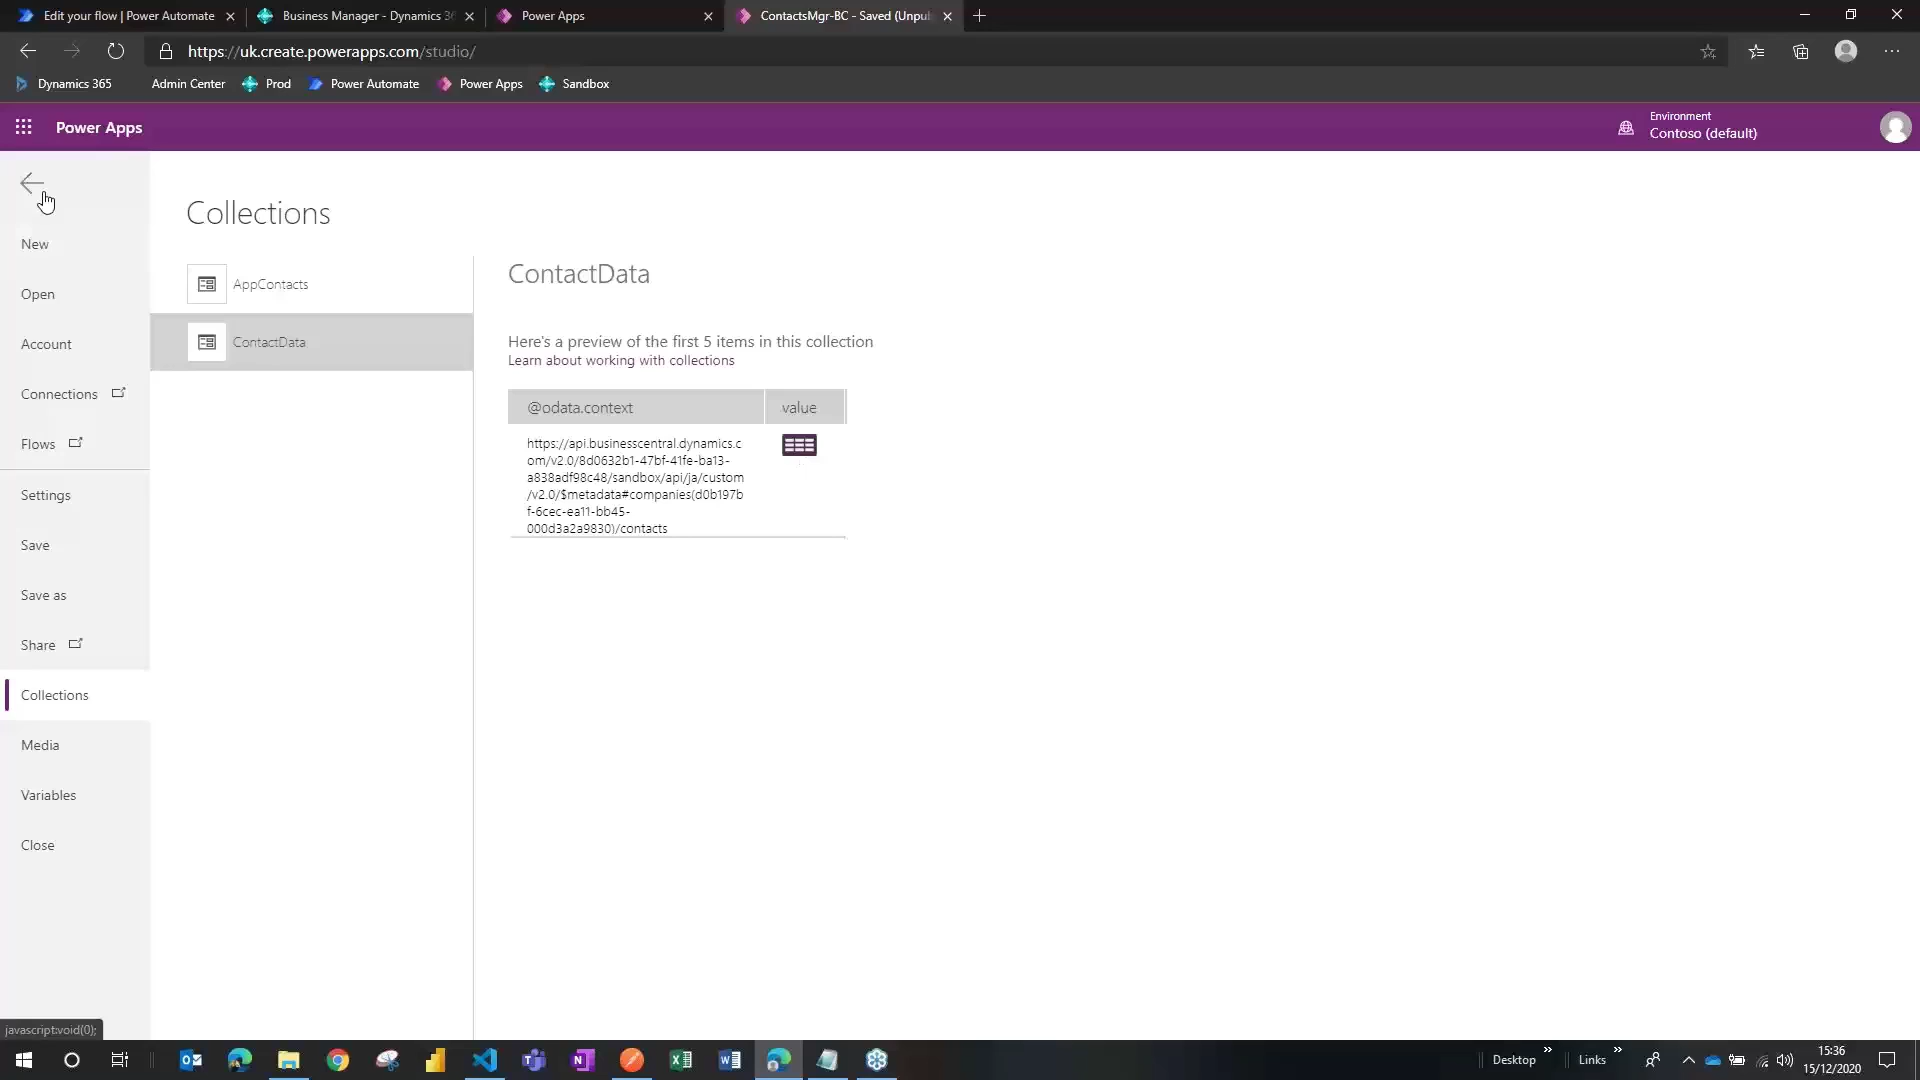 Edit your flow | Power Automate
Business Manager - Dynamics 36
Power Apps
ContactsMgr-BC - Saved (Unpub
https://uk.create.powerapps.com/studio/
Dynamics 365
Admin Center
Prod
Power Automate
Power Apps
Sandbox
Power Apps
Environment
Contoso (default)
New
Open
Account
Connections
Flows
Settings
Save
Save as
Share
Collections
Media
Variables
Close
Collections
AppContacts
ContactData
ContactData
Here's a preview of the first 5 items in this collection
Learn about working with collections
@odata.context value
https://api.businesscentral.dynamics.c
om/v2.0/8d0632b1-47bf-41fe-ba13-
a838adf98c48/sandbox/api/ja/custom
/v2.0/$metadata#companies(d0b197b
f-6cec-ea11-bb45-
000d3a2a9830)/contacts
javascript:void(0);
Desktop
Links
15:36
15/12/2020